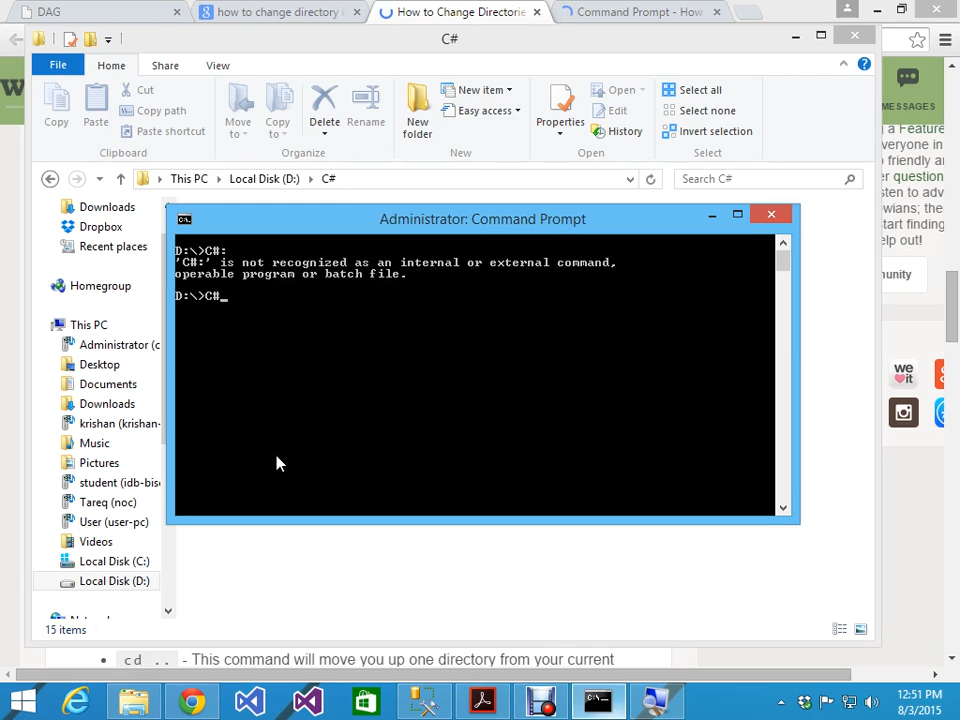 DAG
how to change directory i
How to Change Directorie
Command Prompt - How
C#
File
Home
Share
View
Copy
Paste
Cut
Copy path
Paste shortcut
Clipboard
Move to
Copy to
Delete
Rename
Organize
New folder
New item
Easy access
New
Properties
Open
Edit
History
Open
Select all
Select none
Invert selection
Select
This PC
Local Disk (D:)
C#
Search C#
Downloads
Dropbox
Recent places
Homegroup
This PC
Administrator (c
Desktop
Documents
Downloads
krishan (krishan-
Music
Pictures
student (idb-bise
Tareq (noc)
User (user-pc)
Videos
Local Disk (C:)
Local Disk (D:)
15 items
Administrator: Command Prompt
D:\>C#:
'C#:' is not recognized as an internal or external command,
operable program or batch file.
D:\>C#_
MESSAGES
g a Feature
everyone in
o friendly an
er question
sten to adv
owians; the
start finding
elp out!
unity
we
it
cd .. - This command will move you up one directory from your current
12:51 PM
8/3/2015